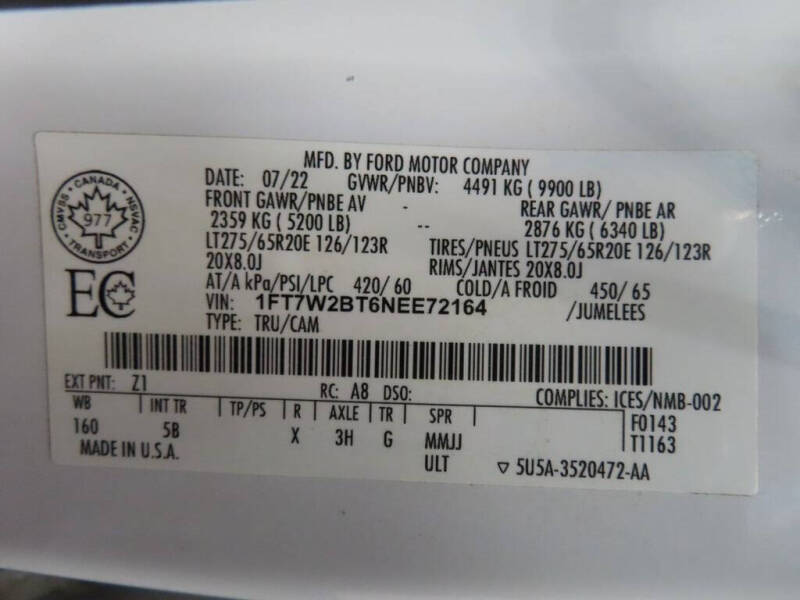 MFD. BY FORD MOTOR COMPANY
DATE: 07/22 GVWR/PNBV: 4491 KG ( 9900 LB)
FRONT GAWR/PNBE AV - REAR GAWR/ PNBE AR
2359 KG ( 5200 LB) -- 2876 KG ( 6340 LB)
LT275/65R20E 126/123R TIRES/PNEUS LT275/65R20E 126/123R
20X8.0J RIMS/JANTES 20X8.0J
AT/A kPa/PSI/LPC 420/ 60 COLD/A FROID 450/ 65
VIN: 1FT7W2BT6NEE72164 /JUMELEES
TYPE: TRU/CAM
CANADA
CMVSS
NSVAC
977
TRANSPORT
EC
EXT PNT: Z1 RC: A8 DSO: COMPLIES: ICES/NMB-002
WB INT TR TP/PS R AXLE TR SPR F0143
160 5B X 3H G MMJJ T1163
MADE IN U.S.A. ULT 5U5A-3520472-AA